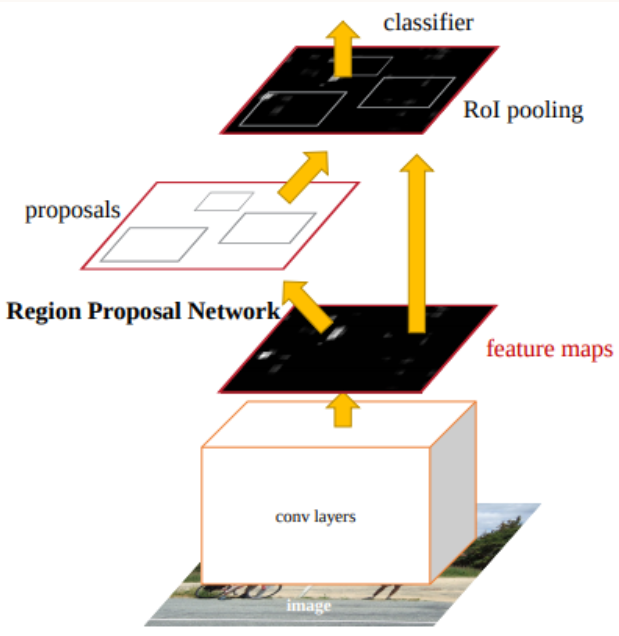 classifier
RoI pooling
proposals
Region Proposal Network
feature maps
conv layers
image